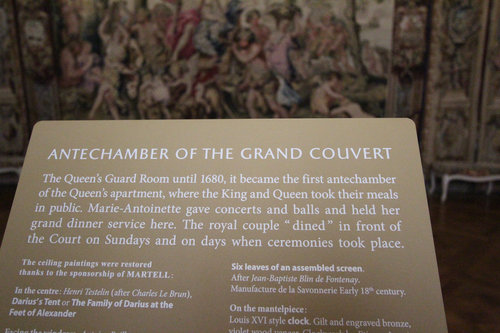 ANTECHAMBER OF THE GRAND COUVERT
The Queen's Guard Room until 1680, it became the first antechamber
of the Queen's apartment, where the King and Queen took their meals
in public. Marie-Antoinette gave concerts and balls and held her
grand dinner service here. The royal couple "dined" in front of
the Court on Sundays and on days when ceremonies took place.
The ceiling paintings were restored
thanks to the sponsorship of MARTELL:
In the centre: Henri Testelin (after Charles Le Brun),
Darius's Tent or The Family of Darius at the
Feet of Alexander
Facing the windows
Six leaves of an assembled screen.
After Jean-Baptiste Blin de Fontenay.
Manufacture de la Savonnerie Early 18th century.
On the mantelpiece:
Louis XVI style clock. Gilt and engraved bronze,
violet wood veneer.